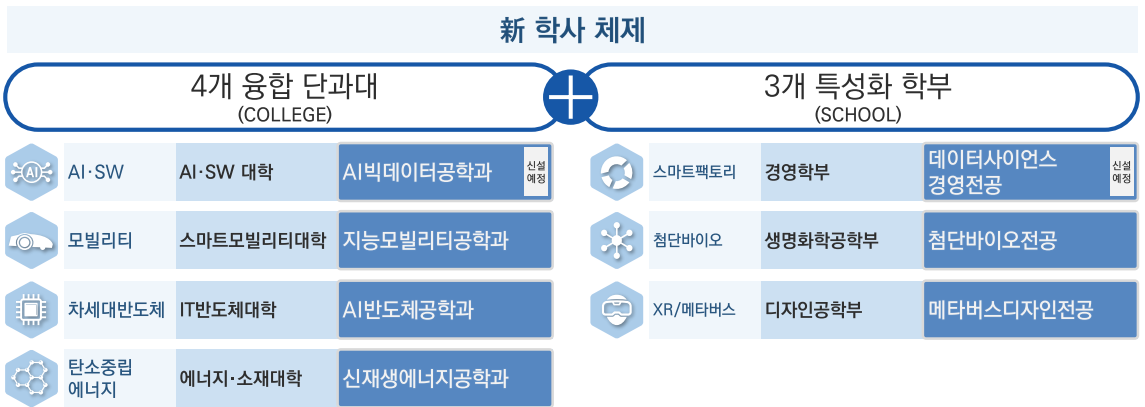 新 학사 체제
4개 융합 단과대
(COLLEGE)
3개 특성화 학부
(SCHOOL)
AI
AI·SW
AI·SW 대학
AI빅데이터공학과
신설
예정
모빌리티
스마트모빌리티대학
지능모빌리티공학과
차세대반도체
IT반도체대학
AI반도체공학과
탄소중립
에너지
에너지·소재대학
신재생에너지공학과
스마트팩토리
경영학부
데이터사이언스
경영전공
신설
예정
첨단바이오
생명화학공학부
첨단바이오전공
XR/메타버스
디자인공학부
메타버스디자인전공